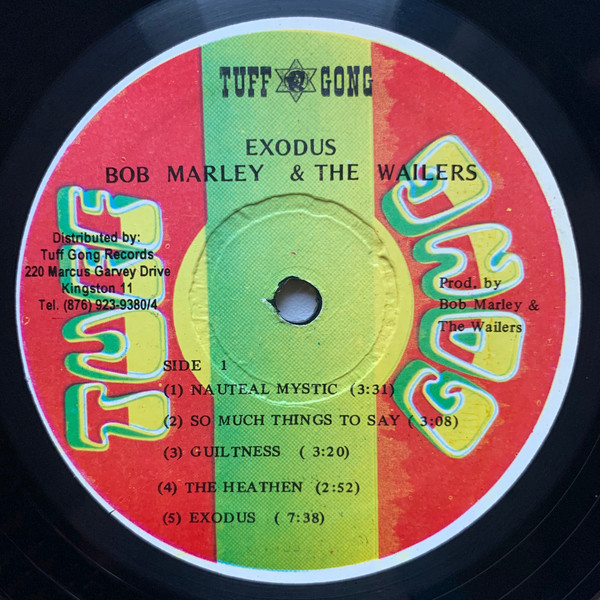 TUFF GONG
EXODUS
BOB MARLEY & THE WAILERS
TUFF
GONG
Distributed by:
Tuff Gong Records
220 Marcus Garvey Drive
Kingston 11
Tel. (876) 923-9380/4
Prod. by
Bob Marley &
The Wailers
SIDE 1
(1) NAUTEAL MYSTIC (3:31)
(2) SO MUCH THINGS TO SAY ( 3;08)
(3) GUILTNESS ( 3:20)
(4) THE HEATHEN (2:52)
(5) EXODUS ( 7:38)